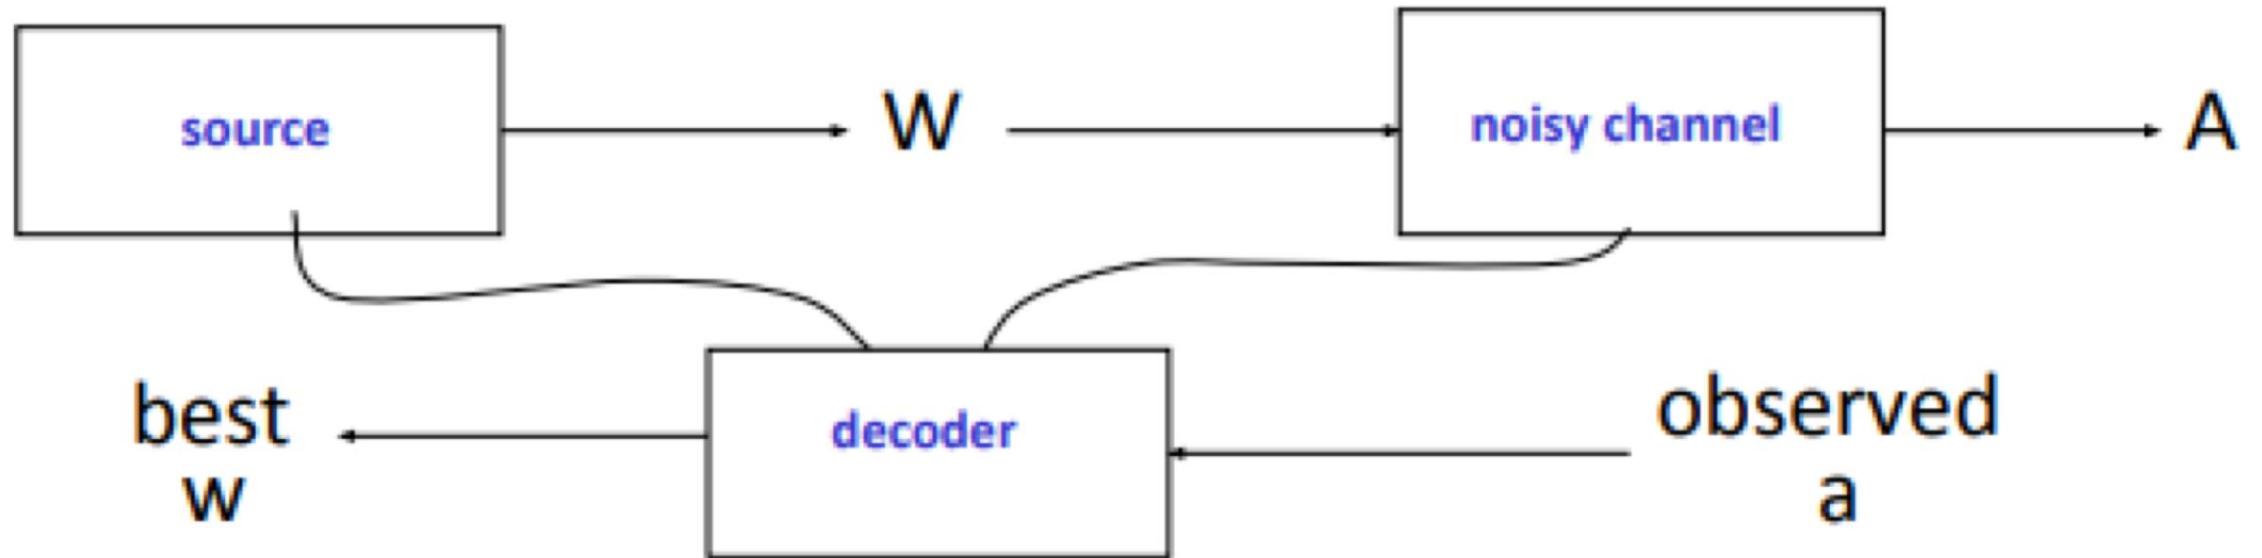 source
W
noisy channel
A
best
w
decoder
observed
a